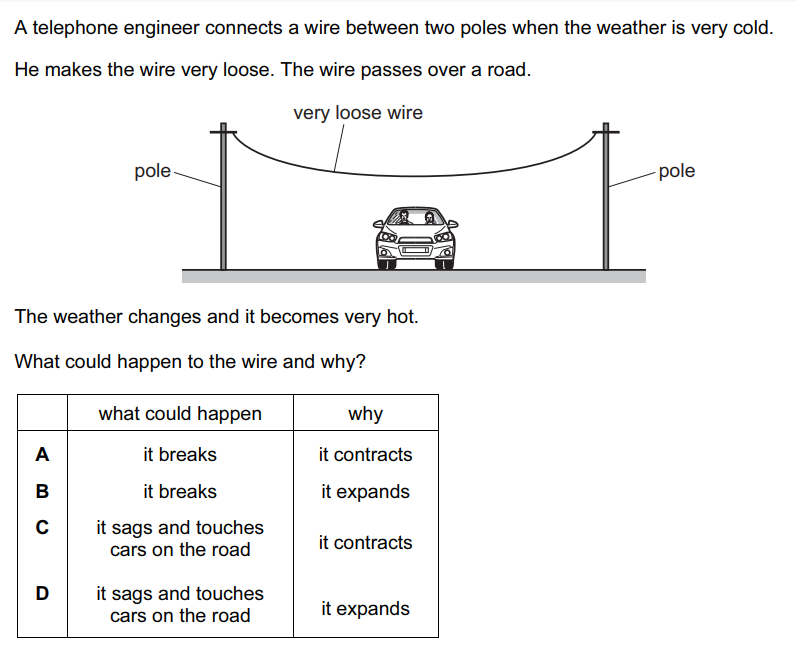 A telephone engineer connects a wire between two poles when the weather is very cold.
He makes the wire very loose. The wire passes over a road.
very loose wire
pole
pole
The weather changes and it becomes very hot.
What could happen to the wire and why?
what could happen why
A it breaks it contracts
B it breaks it expands
C it sags and touches
cars on the road it contracts
D it sags and touches
cars on the road it expands